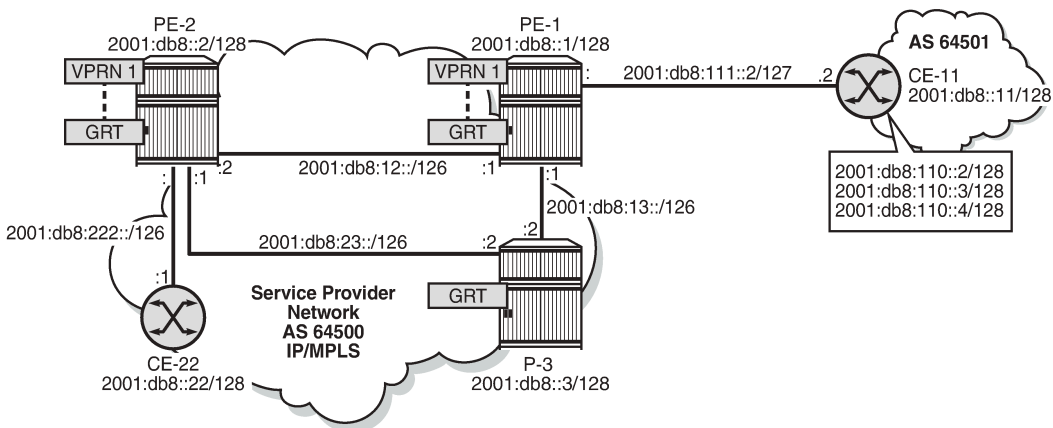 PE-2
2001:db8::2/128
VPRN 1
GRT
:2
:
:1
PE-1
2001:db8::1/128
VPRN 1
GRT
:
2001:db8:111::2/127
.2
AS 64501
CE-11
2001:db8::11/128
2001:db8:110::2/128
2001:db8:110::3/128
2001:db8:110::4/128
2001:db8:12::/126
:1
:1
2001:db8:13::/126
2001:db8:222::/126
2001:db8:23::/126
:2
:2
:1
GRT
Service Provider
Network
AS 64500
IP/MPLS
CE-22
2001:db8::22/128
P-3
2001:db8::3/128